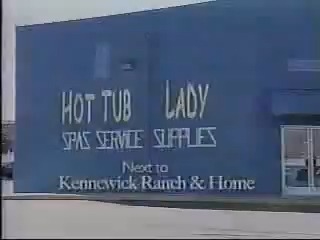 HOT TUB LADY
SPAS SERVICE SUPPLIES
Next to
Kennewick Ranch & Home